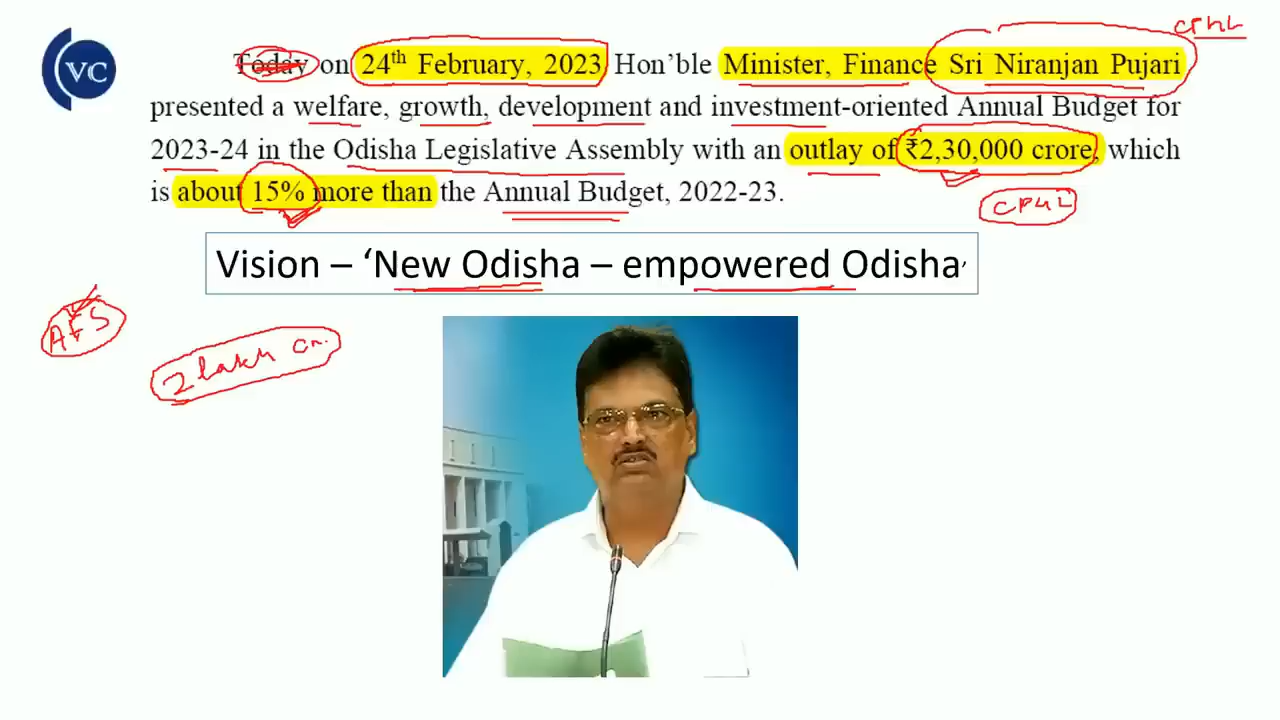 CPHL
VC
Today on 24th February, 2023 Hon’ble Minister, Finance Sri Niranjan Pujari
presented a welfare, growth, development and investment-oriented Annual Budget for
2023-24 in the Odisha Legislative Assembly with an outlay of ₹2,30,000 crore, which
is about 15% more than the Annual Budget, 2022-23.
Vision – ‘New Odisha – empowered Odisha’
AFS
2 lakh cr.